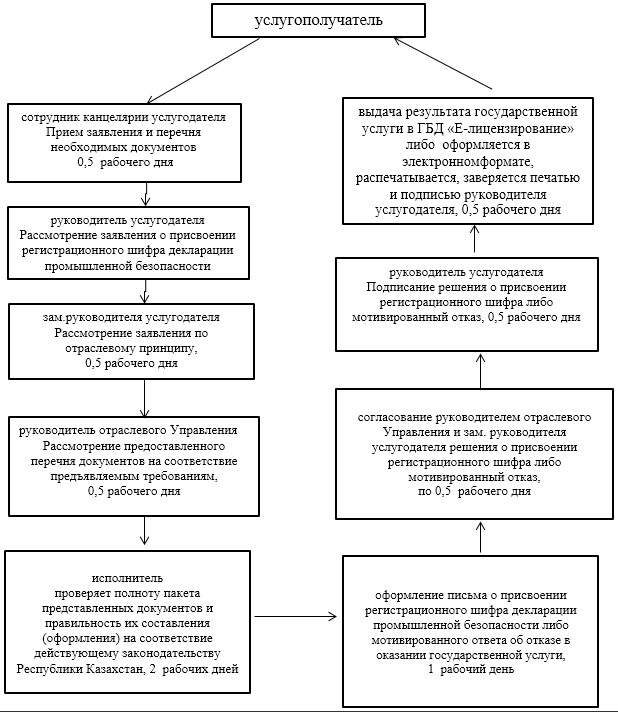 услугополучатель
сотрудник канцелярии услугодателя
Прием заявления и перечня
необходимых документов
0,5 рабочего дня
руководитель услугодателя
Рассмотрение заявления о присвоении
регистрационного шифра декларации
промышленной безопасности
зам.руководителя услугодателя
Рассмотрение заявления по
отраслевому принципу,
0,5 рабочего дня
руководитель отраслевого Управления
Рассмотрение предоставленного
перечня документов на соответствие
предъявляемым требованиям,
0,5 рабочего дня
исполнитель
проверяет полноту пакета
представленных документов и
правильность их составления
(оформления) на соответствие
действующему законодательству
Республики Казахстан, 2 рабочих дней
оформление письма о присвоении
регистрационного шифра декларации
промышленной безопасности либо
мотивированного ответа об отказе в
оказании государственной услуги,
1 рабочий день
согласование руководителем отраслевого
Управления и зам. руководителя
услугодателя решения о присвоении
регистрационного шифра либо
мотивированный отказ,
по 0,5 рабочего дня
руководитель услугодателя
Подписание решения о присвоении
регистрационного шифра либо
мотивированный отказ, 0,5 рабочего дня
выдача результата государственной
услуги в ГБД «Е-лицензирование»
либо оформляется в
электронномформате,
распечатывается, заверяется печатью
и подписью руководителя
услугодателя, 0,5 рабочего дня